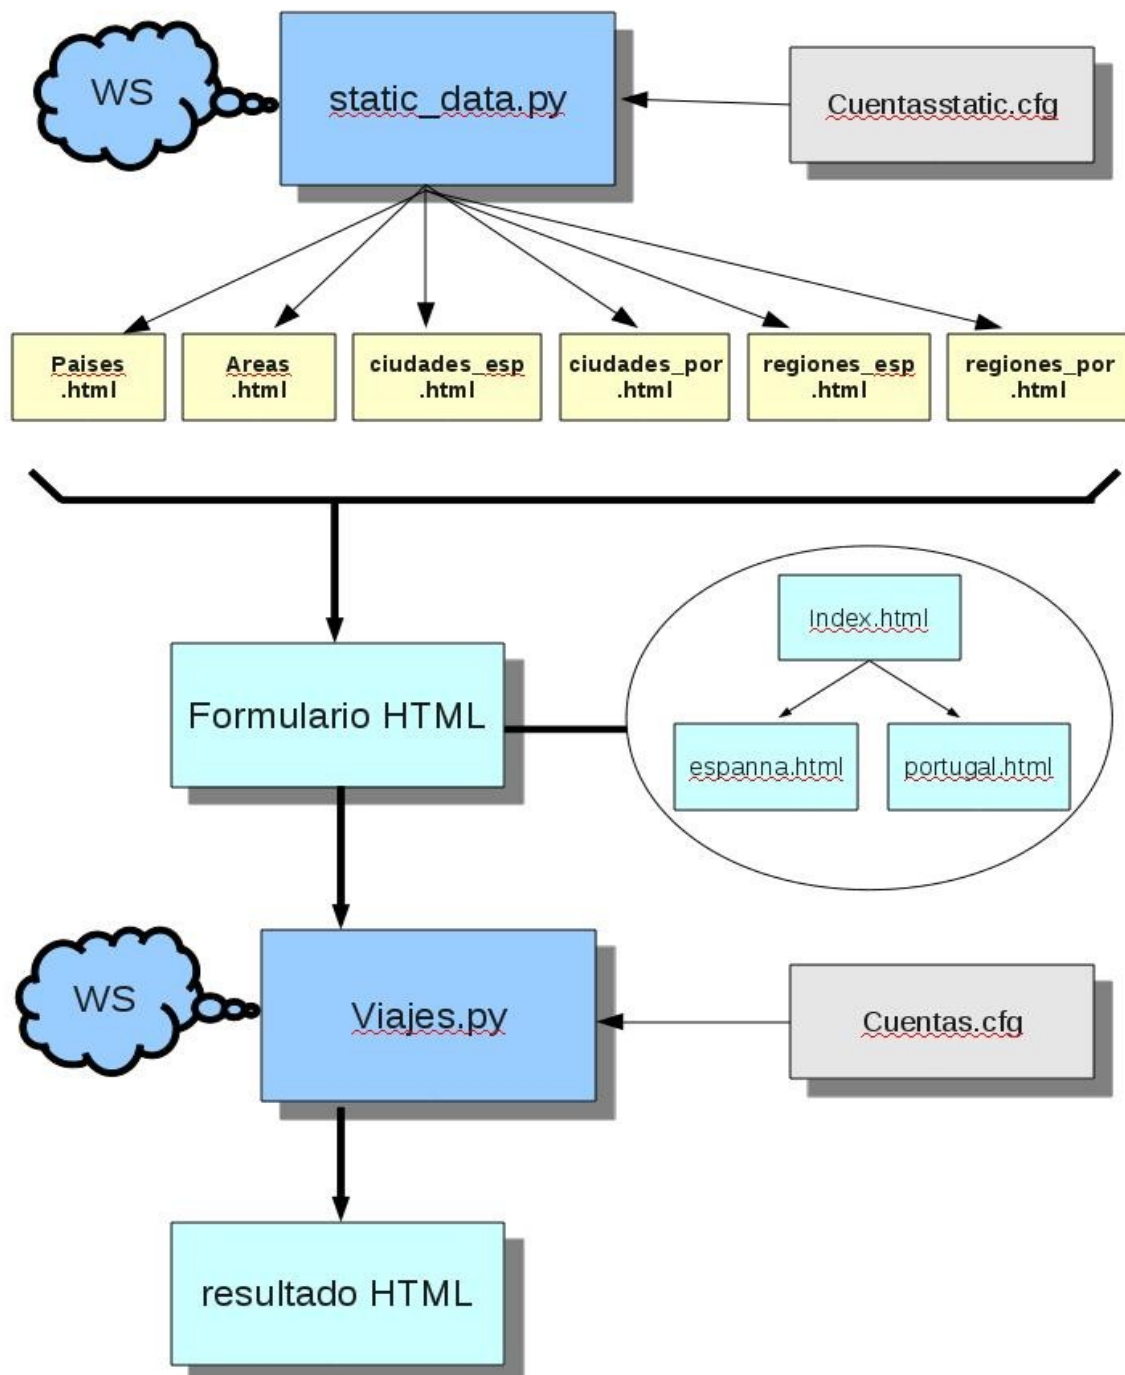 WS
static_data.py
Cuentasstatic.cfg
Paises
.html
Areas
.html
ciudades_esp
.html
ciudades_por
.html
regiones_esp
.html
regiones_por
.html
Index.html
Formulario HTML
espanna.html
portugal.html
WS
Viajes.py
Cuentas.cfg
resultado HTML